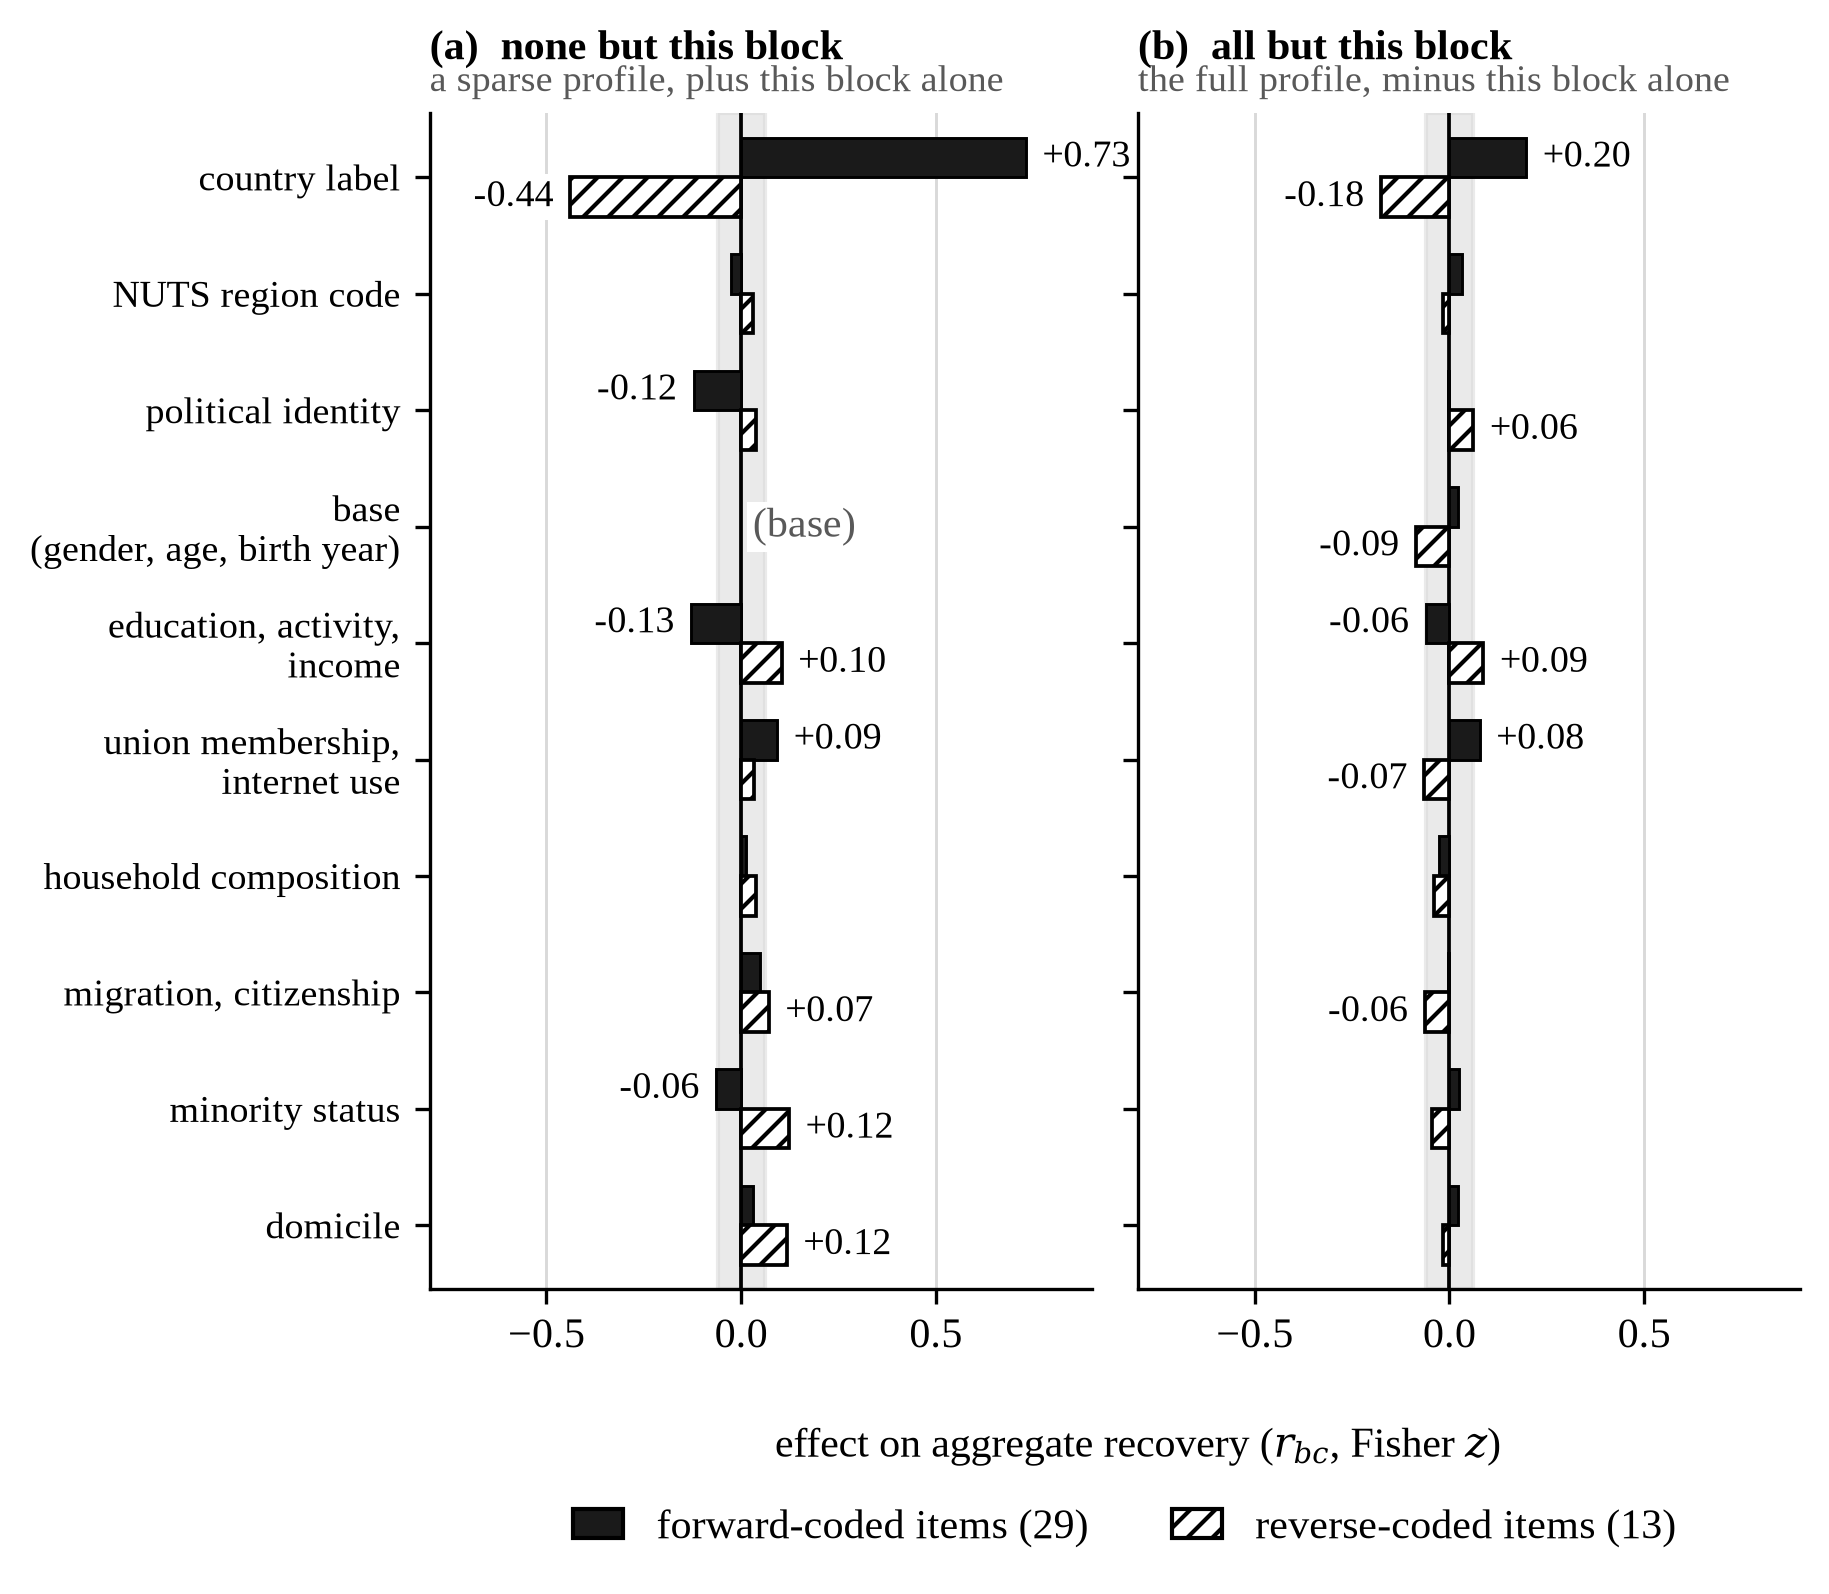 (a)  none but this block
a sparse profile, plus this block alone
(b)  all but this block
the full profile, minus this block alone
country label
+0.73
-0.44
+0.20
-0.18
NUTS region code
political identity
-0.12
+0.06
base
(gender, age, birth year)
(base)
-0.09
education, activity,
income
-0.13
+0.10
-0.06
+0.09
union membership,
internet use
+0.09
+0.08
-0.07
household composition
migration, citizenship
+0.07
-0.06
minority status
-0.06
+0.12
domicile
+0.12
−0.5 0.0 0.5
−0.5 0.0 0.5
effect on aggregate recovery (r_bc, Fisher z)
forward-coded items (29)
reverse-coded items (13)